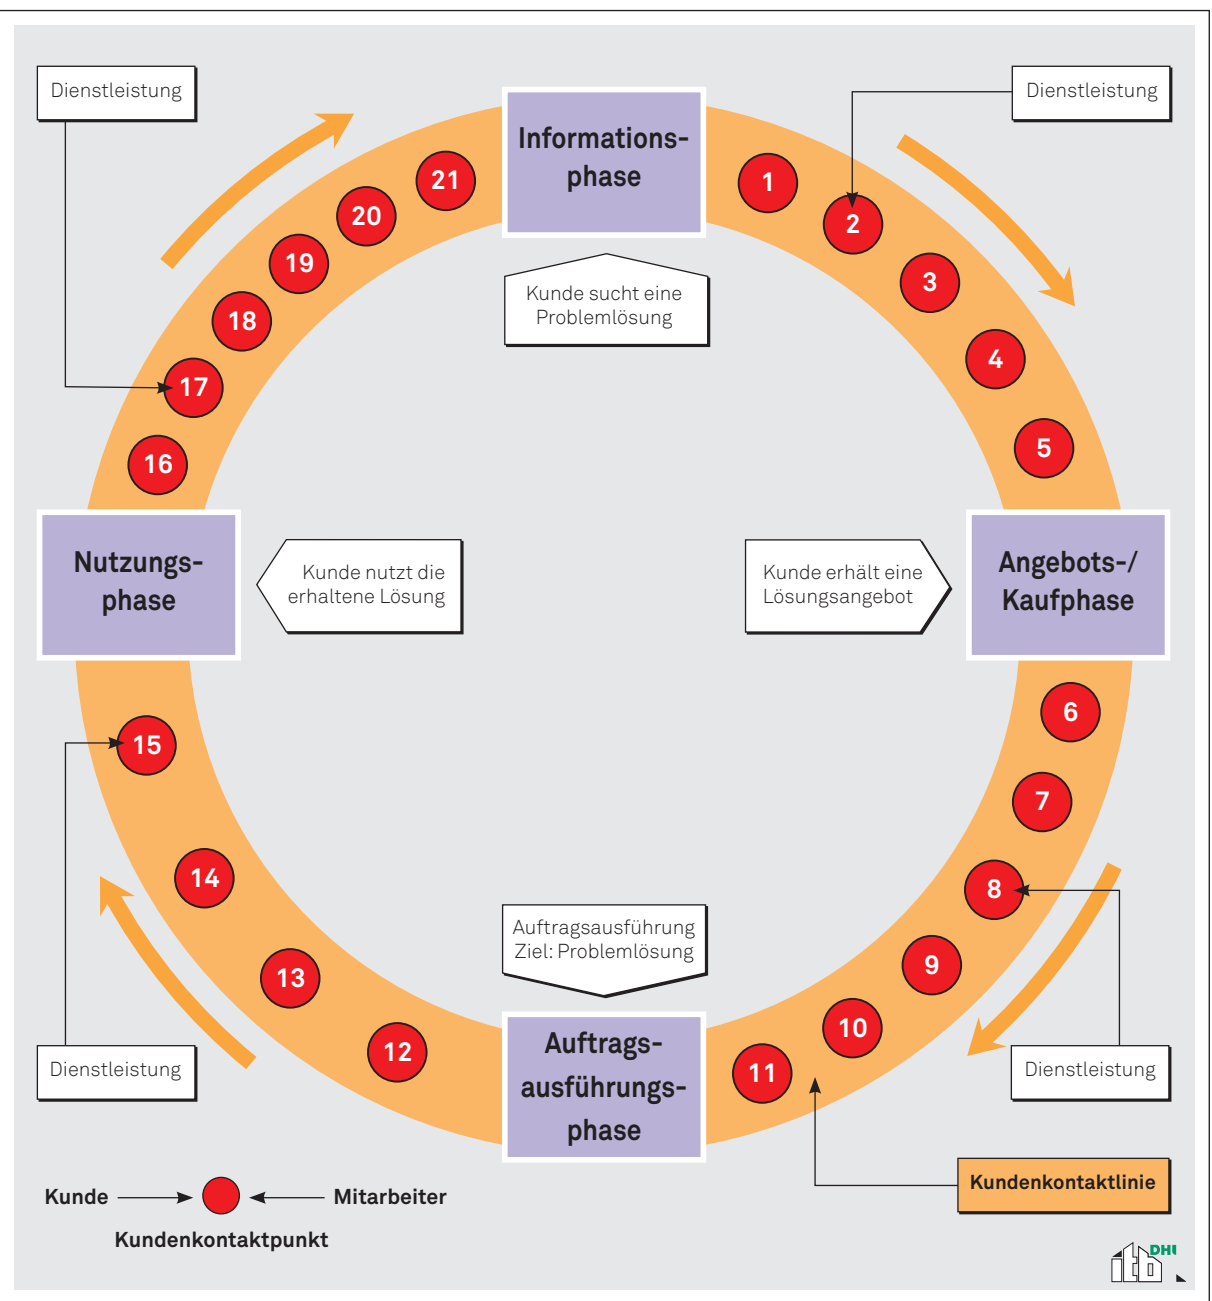 Dienstleistung
Dienstleistung
Informations-
phase
21
1
20
2
19
3
Kunde sucht eine
Problemlösung
18
4
17
5
16
Nutzungs-
phase
Kunde nutzt die
erhaltene Lösung
Kunde erhält eine
Lösungsangebot
Angebots-/
Kaufphase
6
15
7
14
8
Auftragsausführung
Ziel: Problemlösung
13
9
12
10
11
Auftrags-
ausführungs-
phase
Dienstleistung
Dienstleistung
Kundenkontaktlinie
Kunde
Mitarbeiter
Kundenkontaktpunkt
DHI
itb